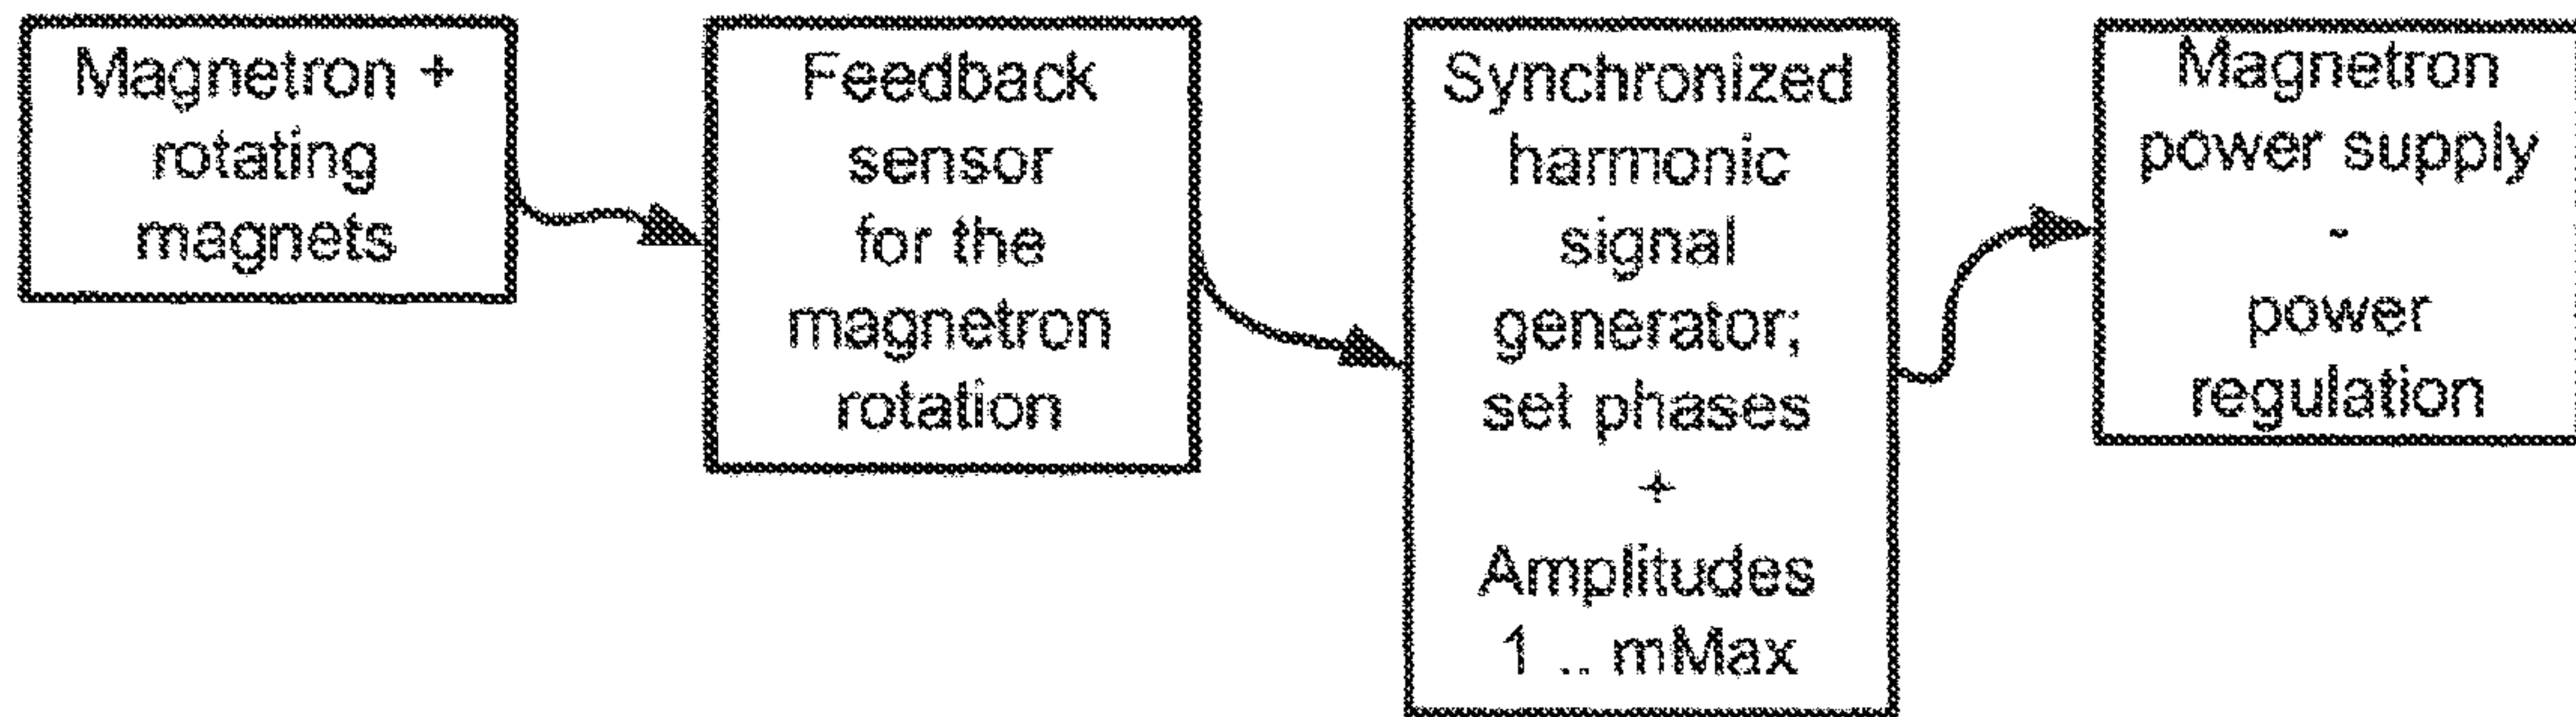 Magnetron +
rotating
magnets
Feedback
sensor
for the
magnetron
rotation
Synchronized
harmonic
signal
generator;
set phases
+
Amplitudes
1 .. mMax
Magnetron
power supply
-
power
regulation